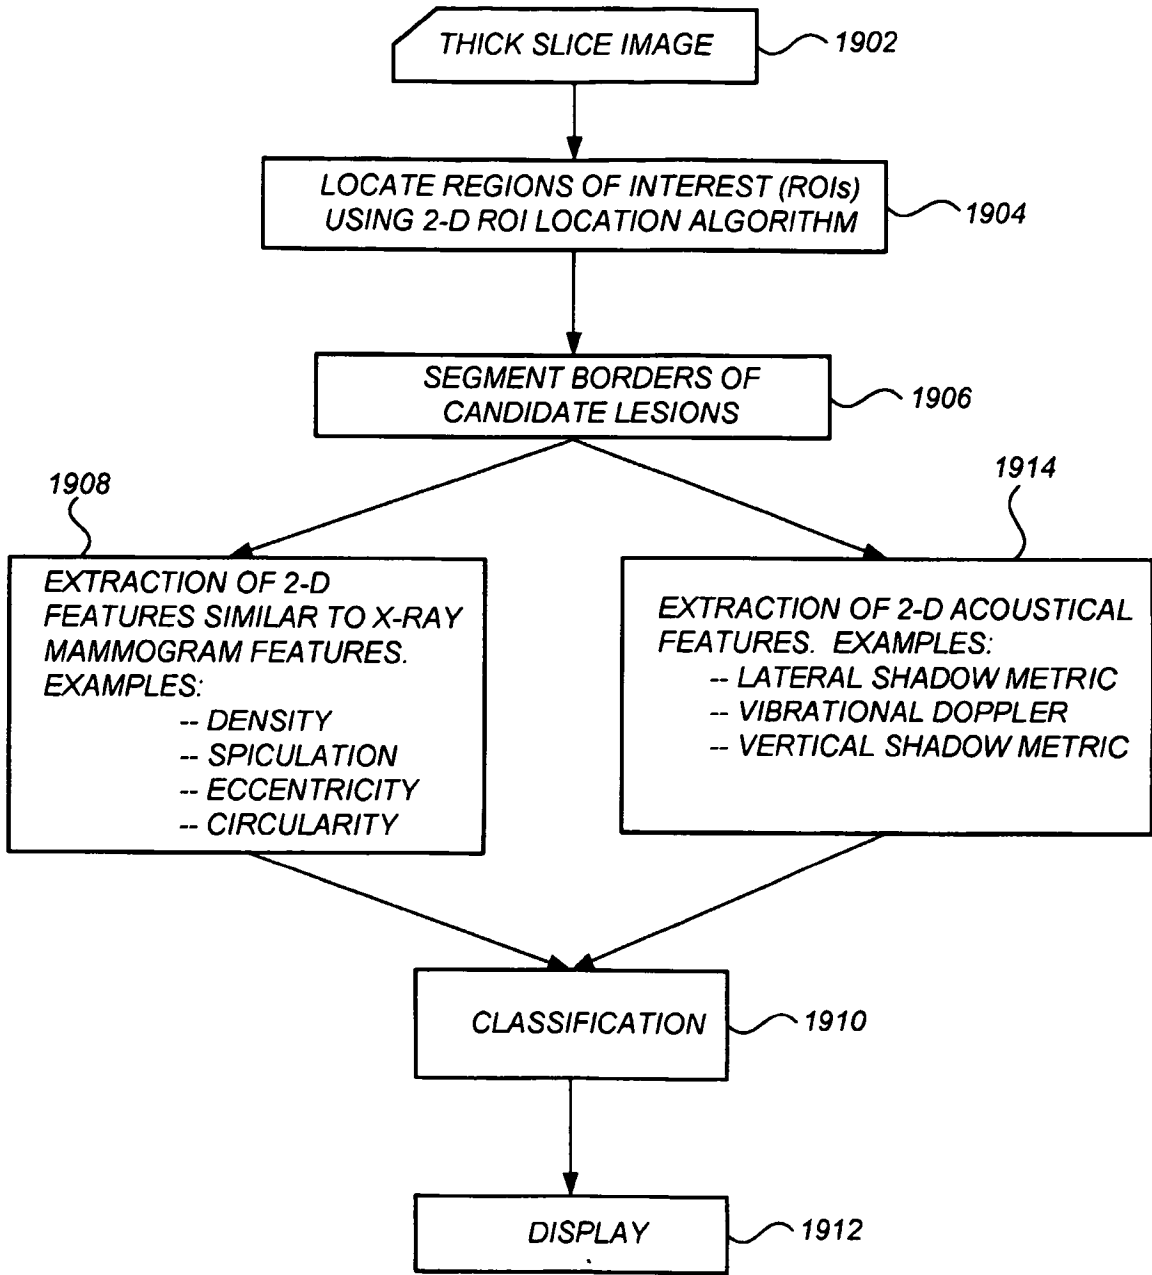 THICK SLICE IMAGE
1902
LOCATE REGIONS OF INTEREST (ROIs)
USING 2-D ROI LOCATION ALGORITHM
1904
SEGMENT BORDERS OF
CANDIDATE LESIONS
1906
1908
EXTRACTION OF 2-D
FEATURES SIMILAR TO X-RAY
MAMMOGRAM FEATURES.
EXAMPLES:
-- DENSITY
-- SPICULATION
-- ECCENTRICITY
-- CIRCULARITY
1914
EXTRACTION OF 2-D ACOUSTICAL
FEATURES. EXAMPLES:
-- LATERAL SHADOW METRIC
-- VIBRATIONAL DOPPLER
-- VERTICAL SHADOW METRIC
CLASSIFICATION
1910
DISPLAY
1912